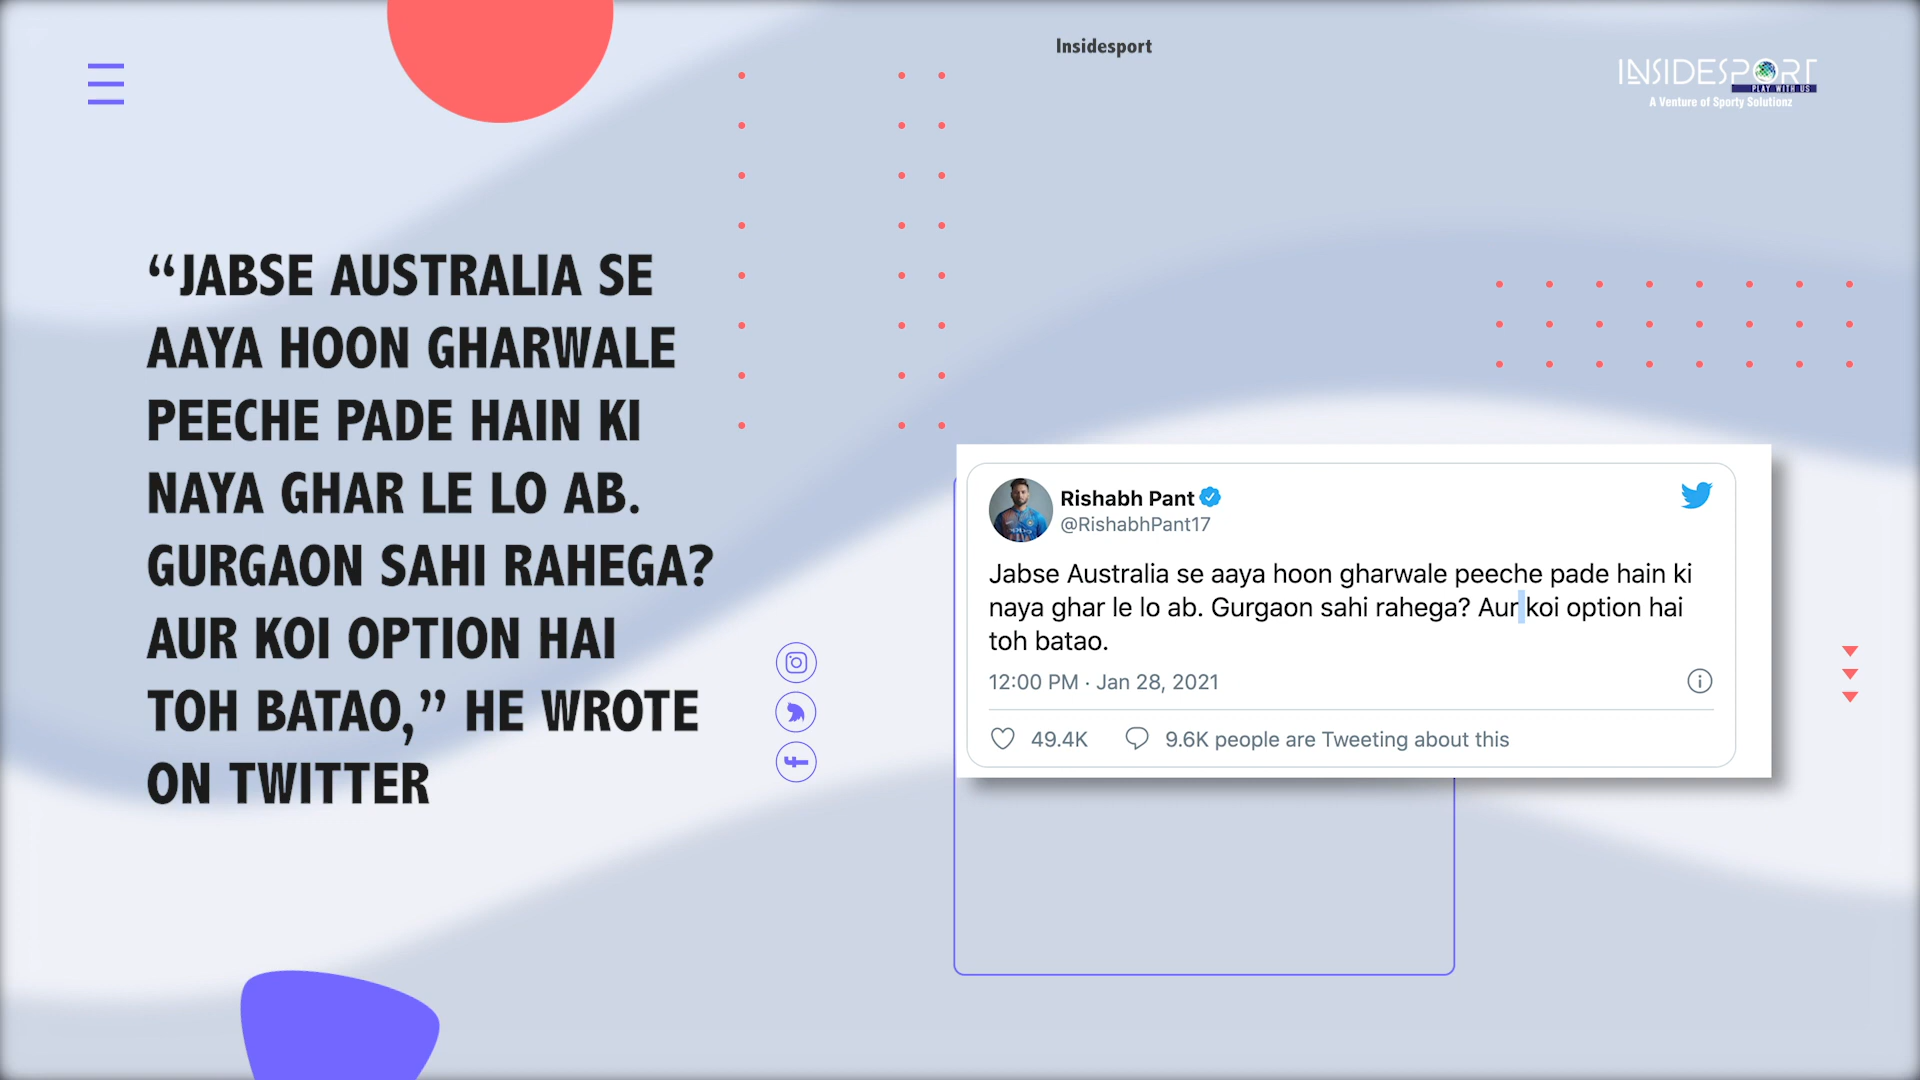 Insidesport
INSIDESPORT
PLAY WITH US
A Venture of Sporty Solutionz
“JABSE AUSTRALIA SE
AAYA HOON GHARWALE
PEECHE PADE HAIN KI
NAYA GHAR LE LO AB.
GURGAON SAHI RAHEGA?
AUR KOI OPTION HAI
TOH BATAO,” HE WROTE
ON TWITTER
Rishabh Pant
@RishabhPant17
Jabse Australia se aaya hoon gharwale peeche pade hain ki
naya ghar le lo ab. Gurgaon sahi rahega? Aur koi option hai
toh batao.
12:00 PM · Jan 28, 2021
49.4K 9.6K people are Tweeting about this